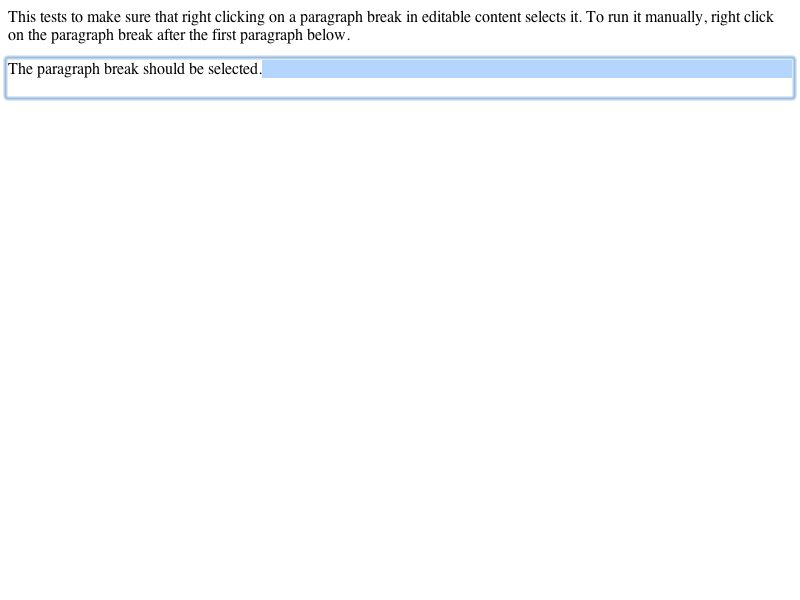 This tests to make sure that right clicking on a paragraph break in editable content selects it. To run it manually, right click
on the paragraph break after the first paragraph below.
The paragraph break should be selected.